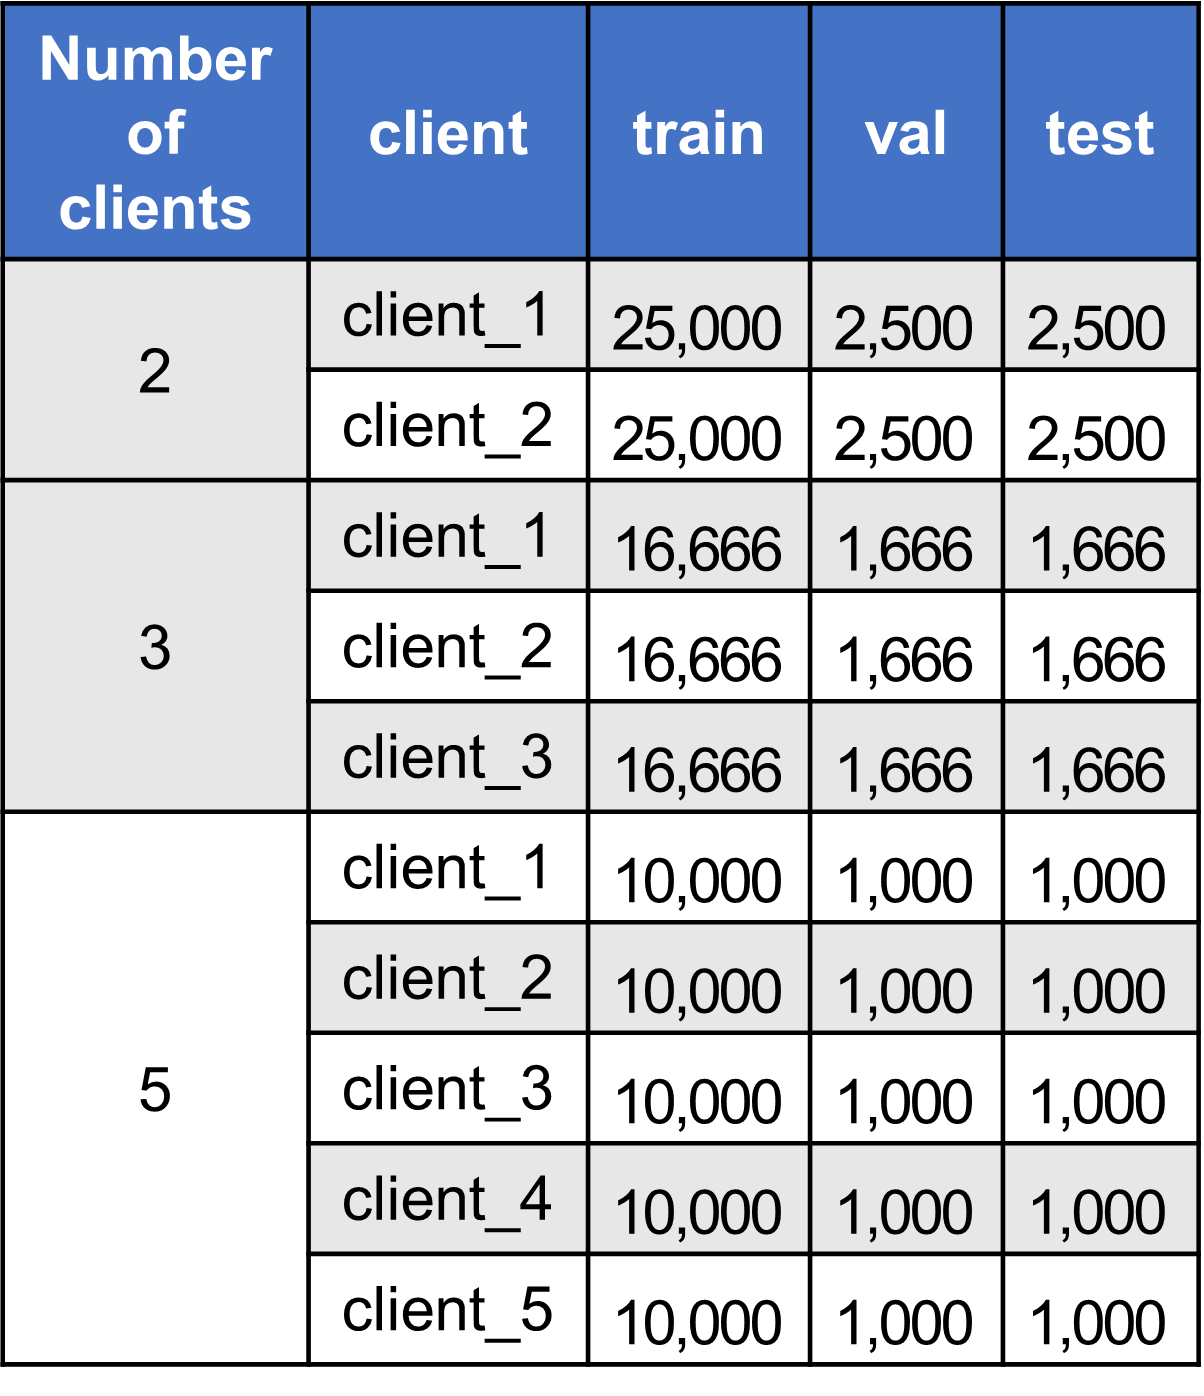 Number
of
clients
client train val test
2
client_1 25,000 2,500 2,500
client_2 25,000 2,500 2,500
3
client_1 16,666 1,666 1,666
client_2 16,666 1,666 1,666
client_3 16,666 1,666 1,666
5
client_1 10,000 1,000 1,000
client_2 10,000 1,000 1,000
client_3 10,000 1,000 1,000
client_4 10,000 1,000 1,000
client_5 10,000 1,000 1,000